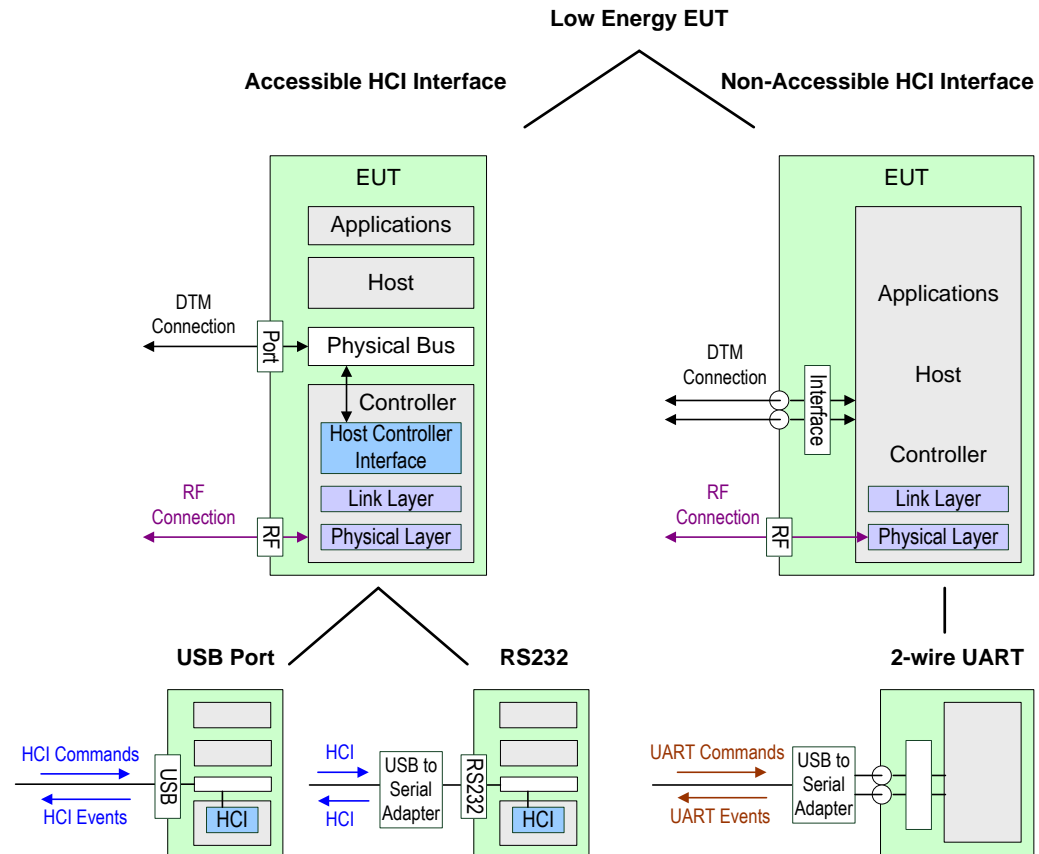 Low Energy EUT
Accessible HCI Interface
Non-Accessible HCI Interface
EUT
Applications
Host
DTM
Connection
Port
Physical Bus
Controller
Host Controller
Interface
Link Layer
RF
Connection
RF
Physical Layer
EUT
Applications
DTM
Connection
Interface
Host
Controller
Link Layer
RF
Connection
RF
Physical Layer
USB Port
RS232
2-wire UART
HCI Commands
HCI Events
USB
HCI
HCI
HCI
USB to
Serial
Adapter
RS232
HCI
UART Commands
UART Events
USB to
Serial
Adapter